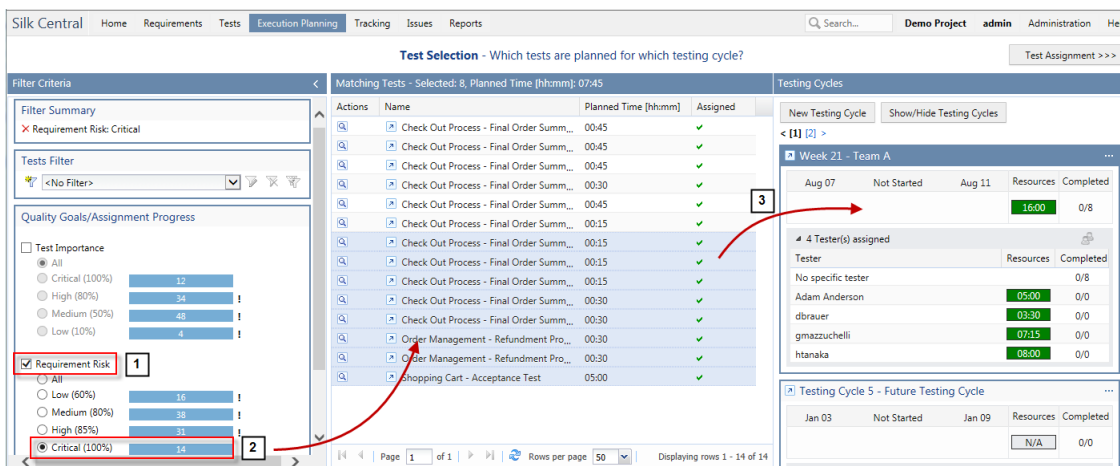 Silk Central Home Requirements Tests Execution Planning Tracking Issues Reports Search... Demo Project admin Administration He
Test Selection - Which tests are planned for which testing cycle?
Test Assignment >>>
Filter Criteria <
Filter Summary
Requirement Risk: Critical
Tests Filter
<No Filter>
Quality Goals/Assignment Progress
Test Importance
All
Critical (100%) 12
High (80%) 34 !
Medium (50%) 48 !
Low (10%) 4 !
Requirement Risk 1
All
Low (60%) 16 !
Medium (80%) 38 !
High (85%) 31 !
Critical (100%) 14 2
Matching Tests - Selected: 8, Planned Time [hh:mm]: 07:45
Actions Name Planned Time [hh:mm] Assigned
Check Out Process - Final Order Summ... 00:45
Check Out Process - Final Order Summ... 00:45
Check Out Process - Final Order Summ... 00:45
Check Out Process - Final Order Summ... 00:30
Check Out Process - Final Order Summ... 00:45
Check Out Process - Final Order Summ... 00:15
Check Out Process - Final Order Summ... 00:15
Check Out Process - Final Order Summ... 00:15
Check Out Process - Final Order Summ... 00:15
Check Out Process - Final Order Summ... 00:30
Check Out Process - Final Order Summ... 00:30
Order Management - Refundment Pro... 00:30
Order Management - Refundment Pro... 00:30
Shopping Cart - Acceptance Test 05:00
Page 1 of 1 Rows per page 50 Displaying rows 1 - 14 of 14
3
Testing Cycles
New Testing Cycle Show/Hide Testing Cycles
< [1] [2] >
Week 21 - Team A ...
Aug 07 Not Started Aug 11 Resources Completed
16:00 0/8
4 Tester(s) assigned
Tester Resources Completed
No specific tester 0/8
Adam Anderson 05:00 0/0
dbrauer 03:30 0/0
gmazzuchelli 07:15 0/0
htanaka 08:00 0/0
Testing Cycle 5 - Future Testing Cycle ...
Jan 03 Not Started Jan 09 Resources Completed
N/A 0/0